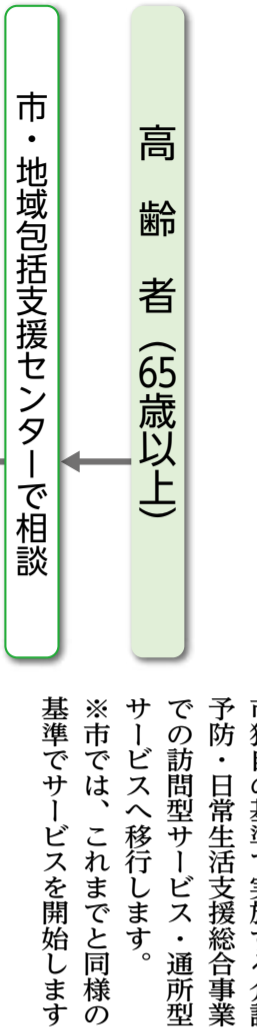 高齢者(65歳以上)
市・地域包括支援センターで相談
予防・日常生活支援総合事業
での訪問型サービス・通所型
サービスへ移行します。
※市では、これまでと同様の
基準でサービスを開始します